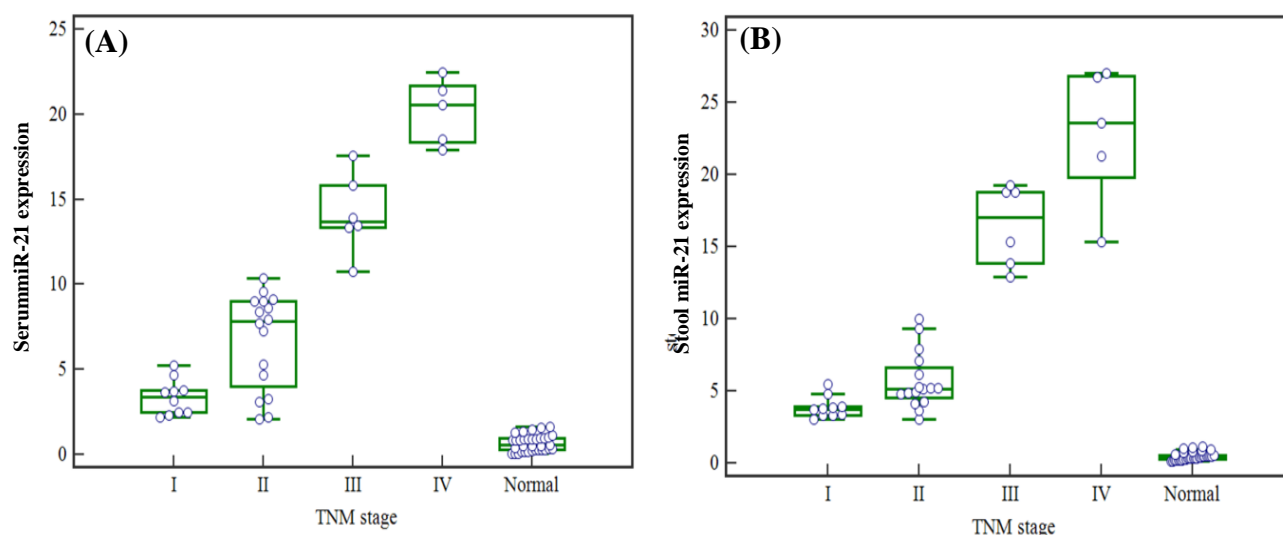 (A)
SerummiR-21 expression
25
20
15
10
5
0
I II III IV Normal
TNM stage
(B)
Stool miR-21 expression
30
25
20
15
10
5
0
I II III IV Normal
TNM stage